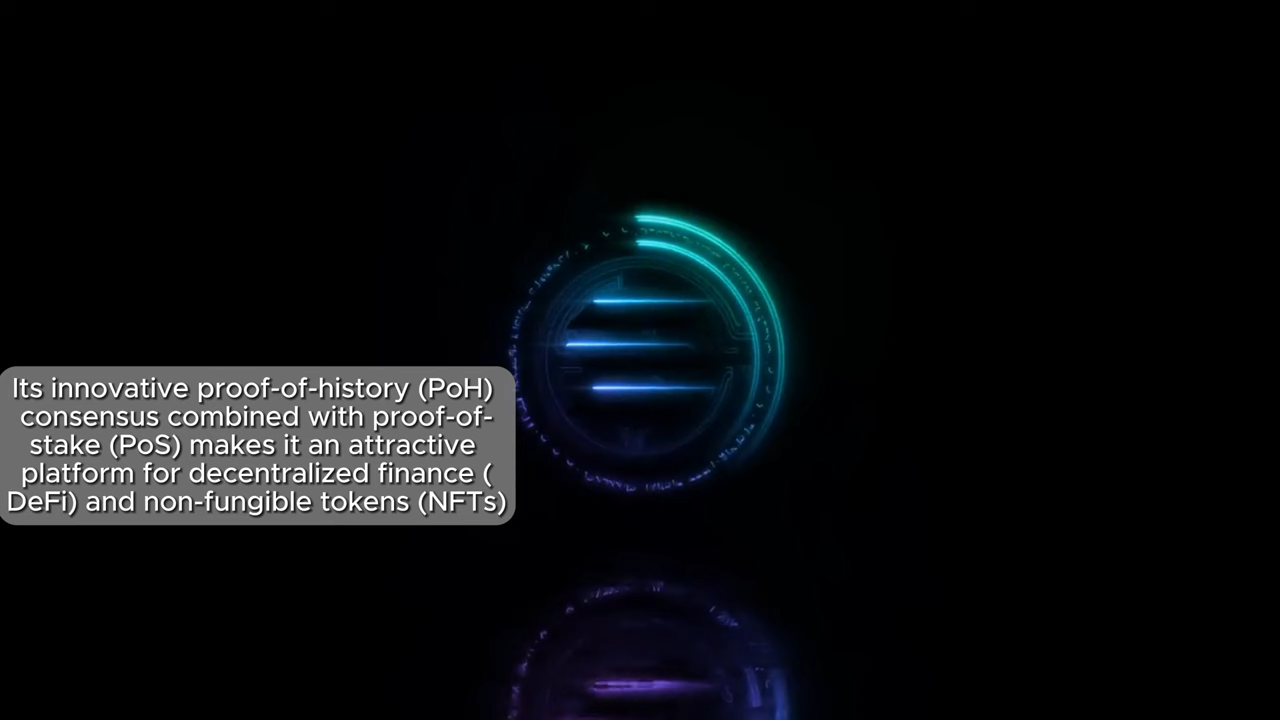 Its innovative proof-of-history (PoH)
consensus combined with proof-of-
stake (PoS) makes it an attractive
platform for decentralized finance (
DeFi) and non-fungible tokens (NFTs)